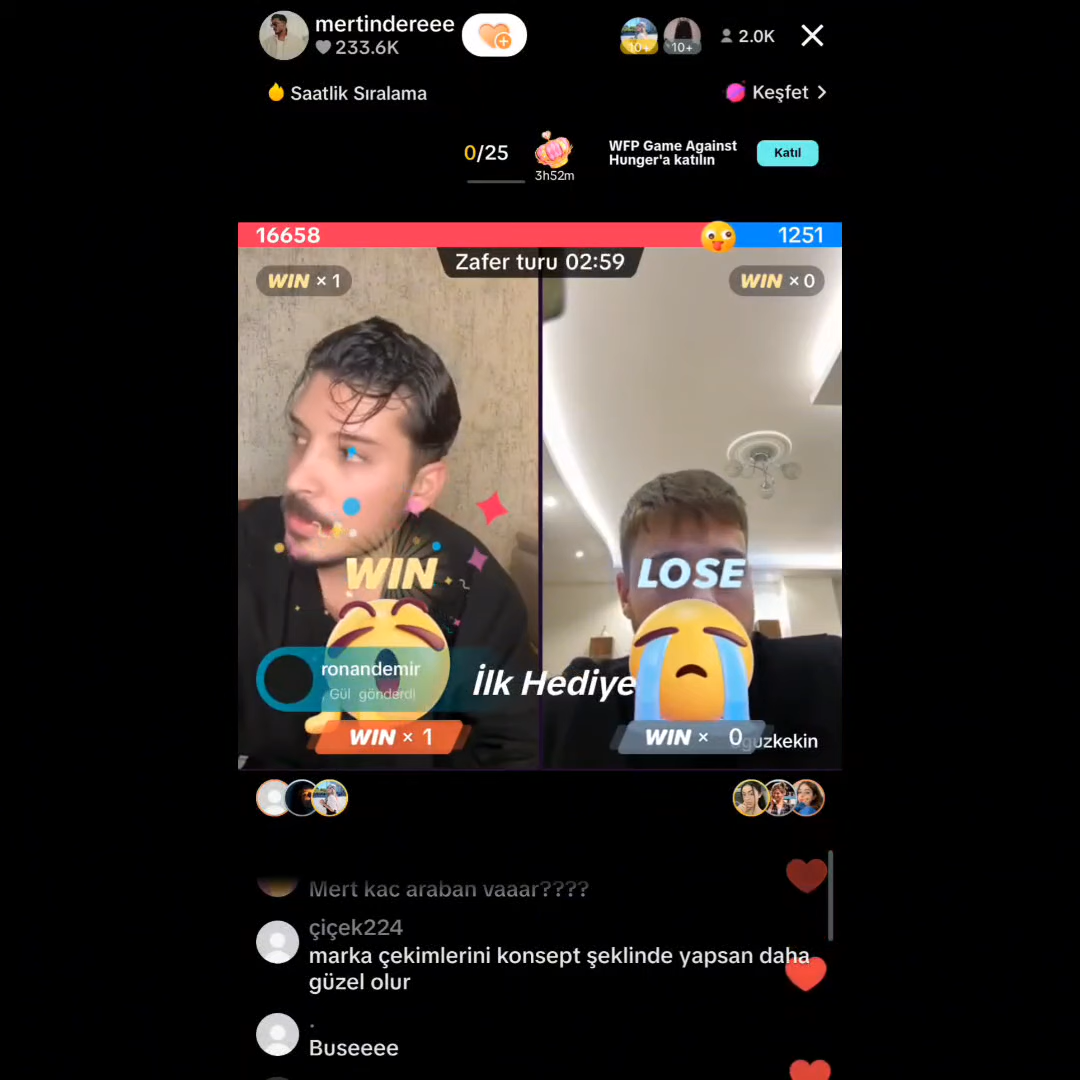 mertindereee
233.6K
10+
10+
2.0K
Saatlik Sıralama
Keşfet
0/25
3h52m
WFP Game Against
Hunger'a katılın
Katıl
16658
1251
Zafer turu 02:59
WIN × 1
WIN × 0
WIN
LOSE
ronandemir
Gül gönderdi
İlk Hediye
WIN × 1
WIN × 0
guzkekin
Mert kac araban vaaar????
çiçek224
marka çekimlerini konsept şeklinde yapsan daha
güzel olur
.
Buseeee